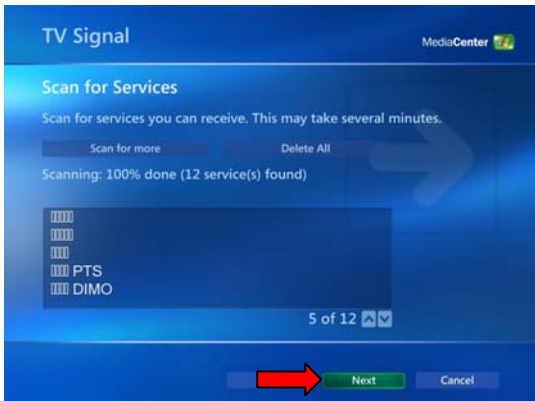 TV Signal
MediaCenter
Scan for Services
Scan for services you can receive. This may take several minutes.
Scan for more Delete All
Scanning: 100% done (12 service(s) found)
▯▯▯▯
▯▯▯▯▯
▯▯▯▯
▯▯▯▯ PTS
▯▯▯▯ DIMO
5 of 12
Next Cancel